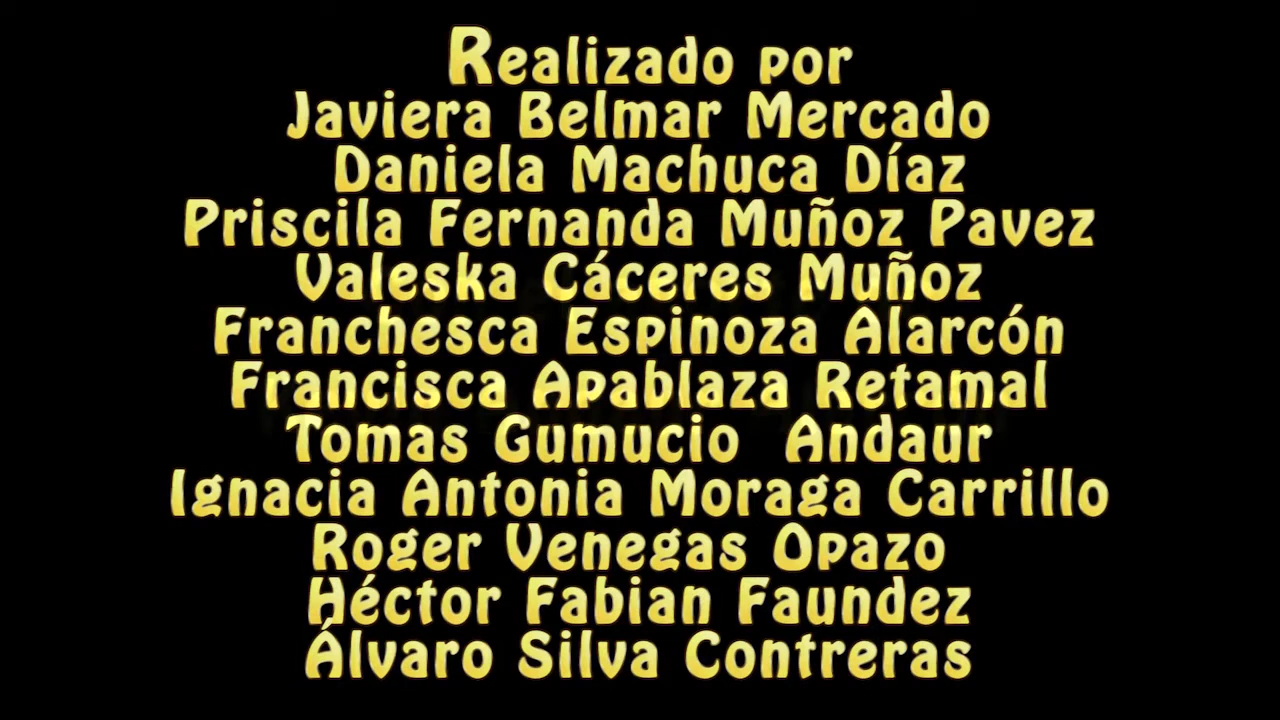 Realizado por
Javiera Belmar Mercado
Daniela Machuca Díaz
Priscila Fernanda Muñoz Pavez
Valeska Cáceres Muñoz
Franchesca Espinoza Alarcón
Francisca Apablaza Retamal
Tomas Gumucio  Andaur
Ignacia Antonia Moraga Carrillo
Roger Venegas Opazo
Héctor Fabian Faundez
Álvaro Silva Contreras